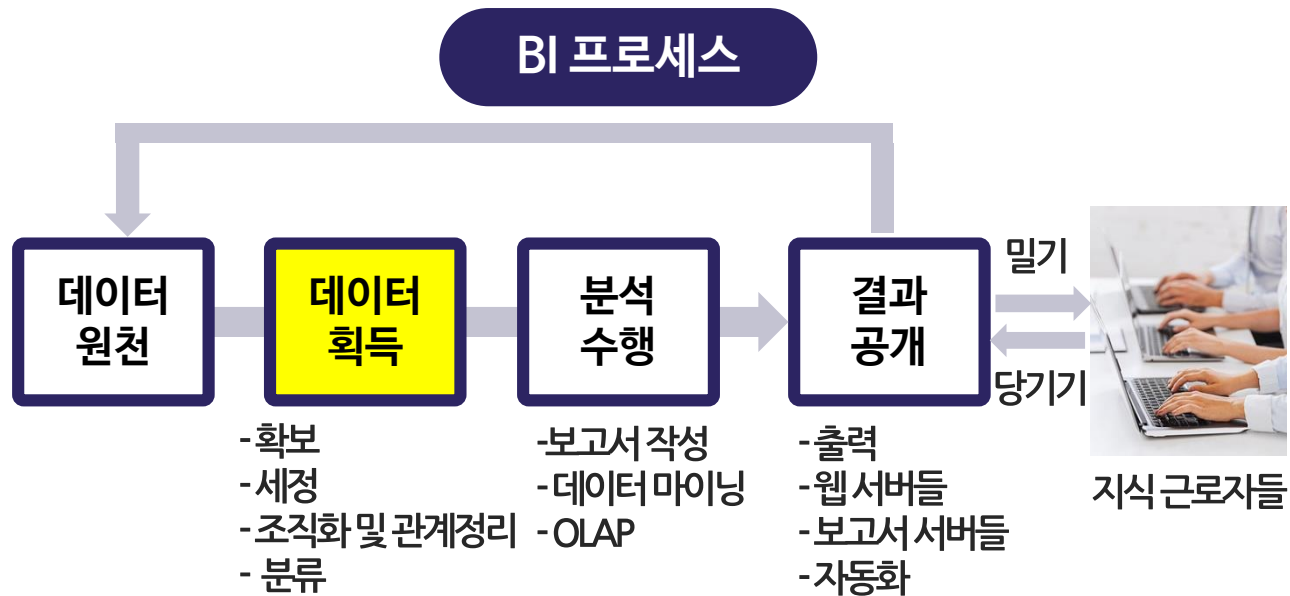 BI 프로세스
데이터
원천
데이터
획득
분석
수행
결과
공개
밀기
당기기
-확보
-세정
-조직화 및 관계정리
- 분류
-보고서 작성
-데이터 마이닝
-OLAP
-출력
-웹 서버들
-보고서 서버들
-자동화
지식 근로자들